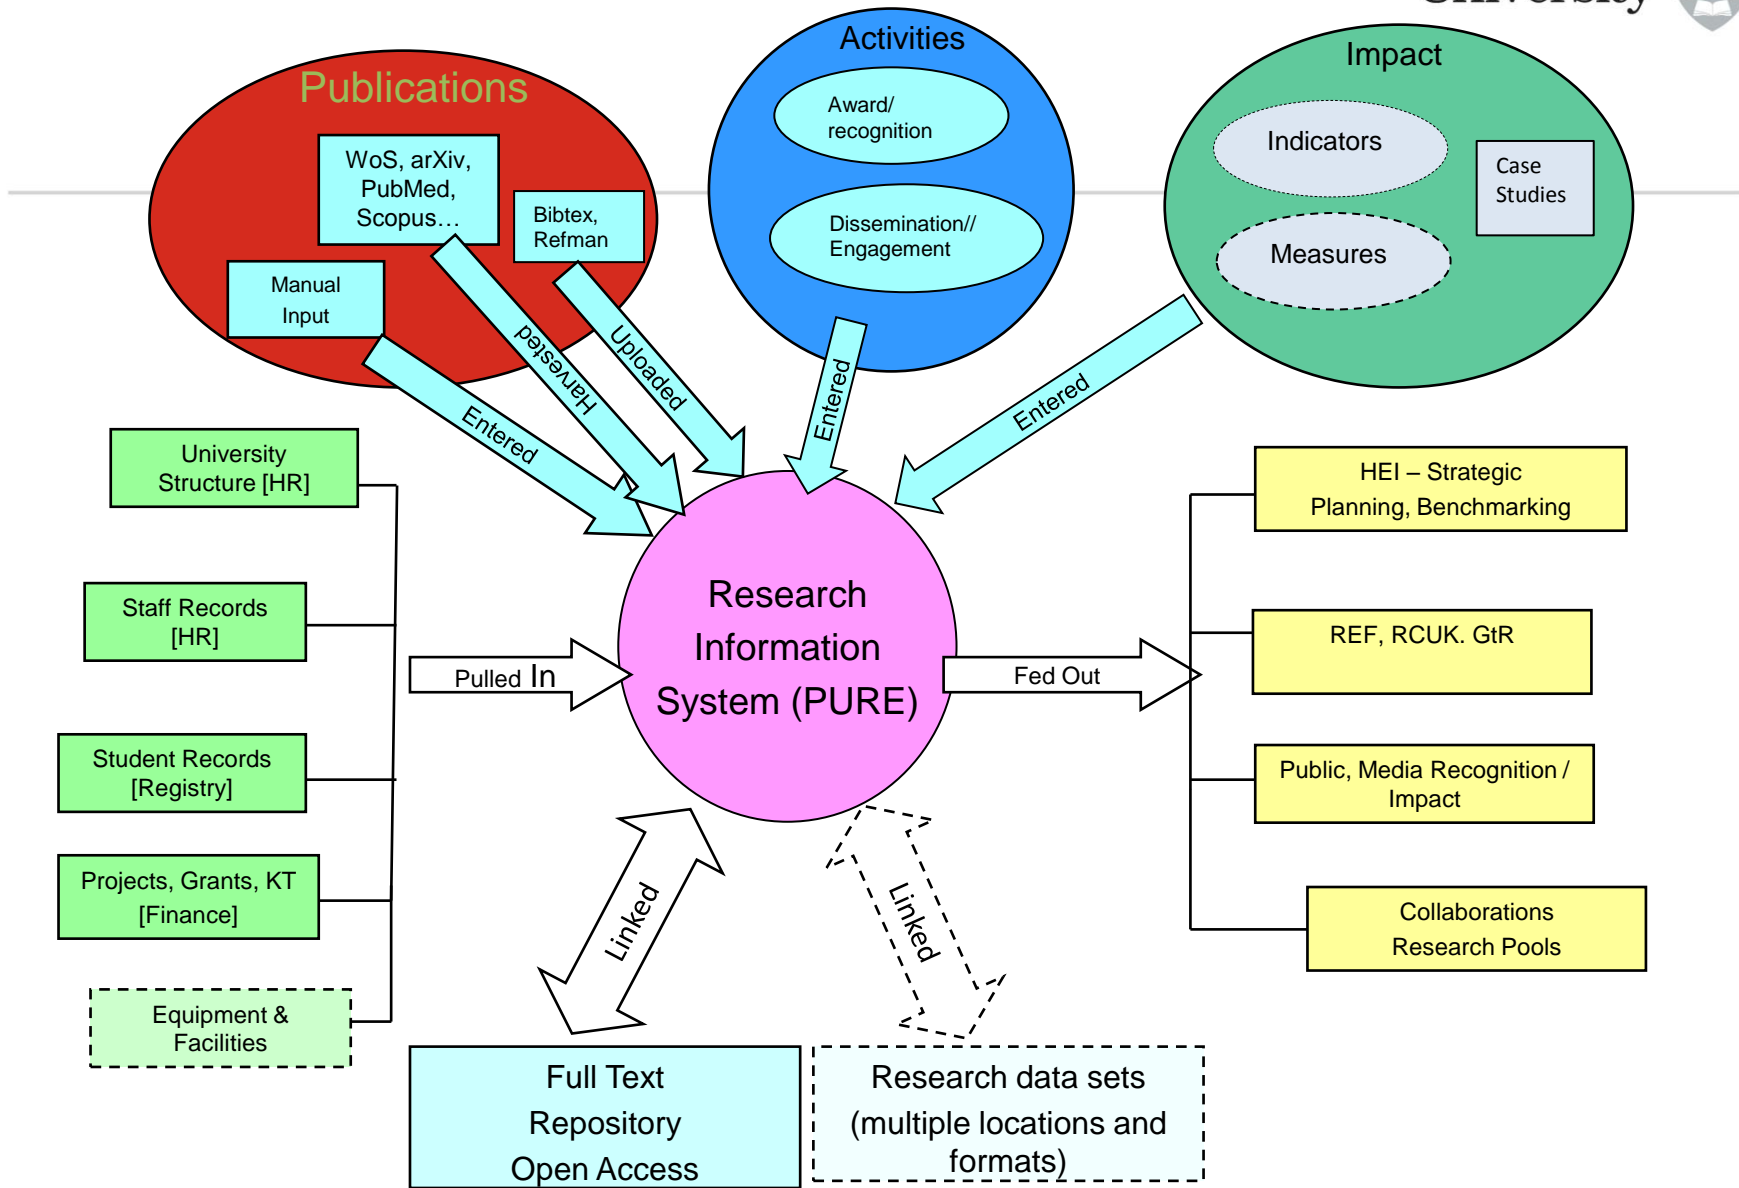 University
Publications
WoS, arXiv,
PubMed,
Scopus…
Bibtex,
Refman
Manual
Input
Activities
Award/
recognition
Dissemination//
Engagement
Impact
Indicators
Case
Studies
Measures
Entered
Harvested
Uploaded
Entered
Entered
University
Structure [HR]
Staff Records
[HR]
Student Records
[Registry]
Projects, Grants, KT
[Finance]
Equipment &
Facilities
Pulled In
Research
Information
System (PURE)
Fed Out
HEI – Strategic
Planning, Benchmarking
REF, RCUK. GtR
Public, Media Recognition /
Impact
Collaborations
Research Pools
Linked
Linked
Full Text
Repository
Open Access
Research data sets
(multiple locations and
formats)